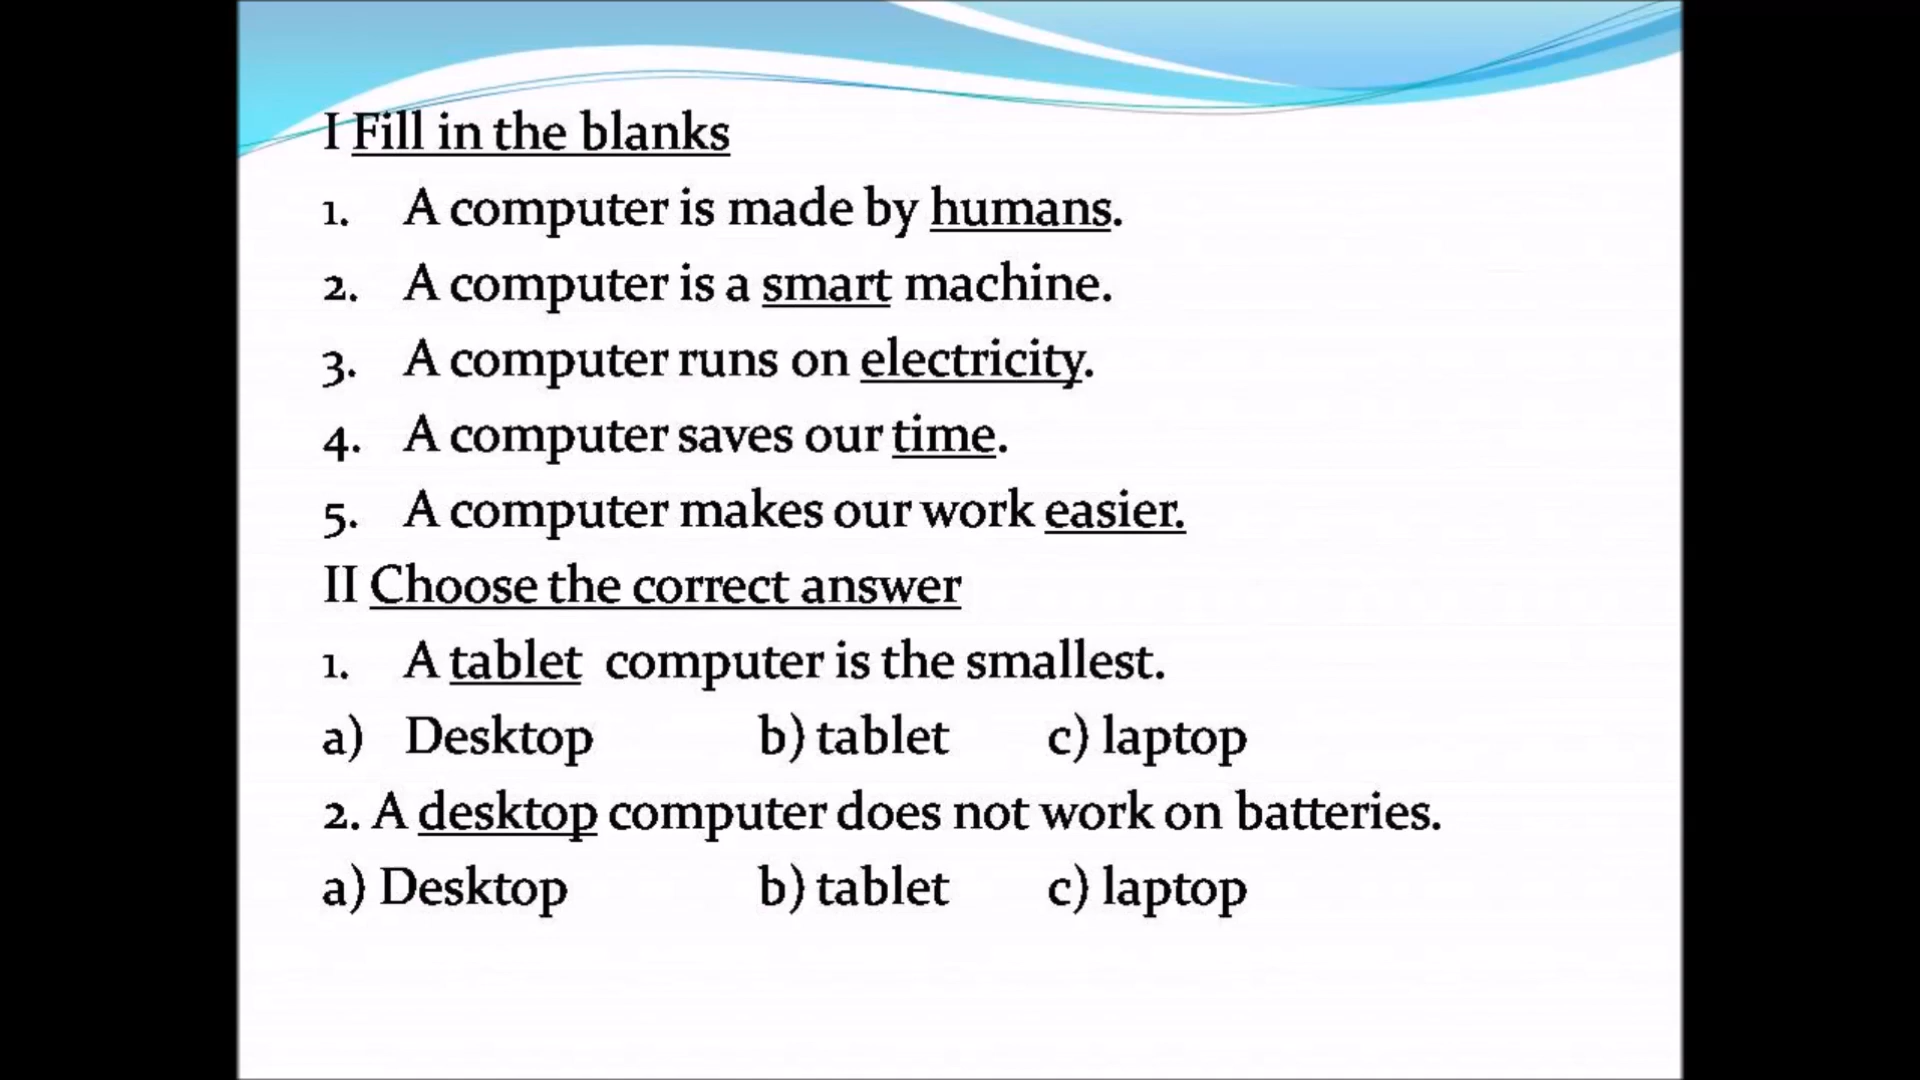 I Fill in the blanks
1. A computer is made by humans.
2. A computer is a smart machine.
3. A computer runs on electricity.
4. A computer saves our time.
5. A computer makes our work easier.
II Choose the correct answer
1. A tablet computer is the smallest.
a) Desktop b) tablet c) laptop
2. A desktop computer does not work on batteries.
a) Desktop b) tablet c) laptop